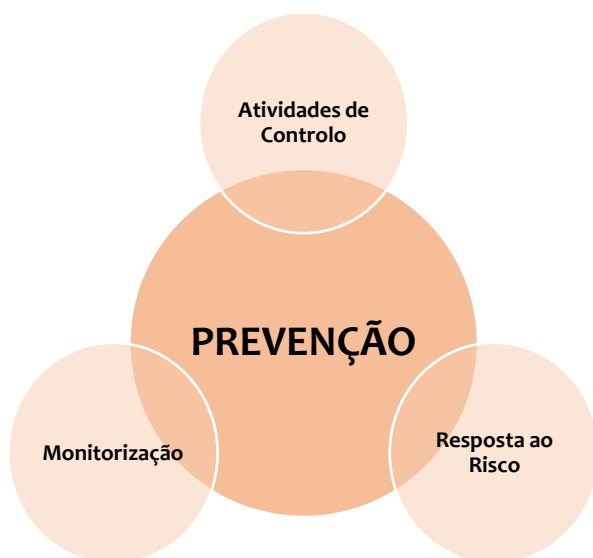 Atividades de
Controlo
PREVENÇÃO
Monitorização
Resposta ao
Risco